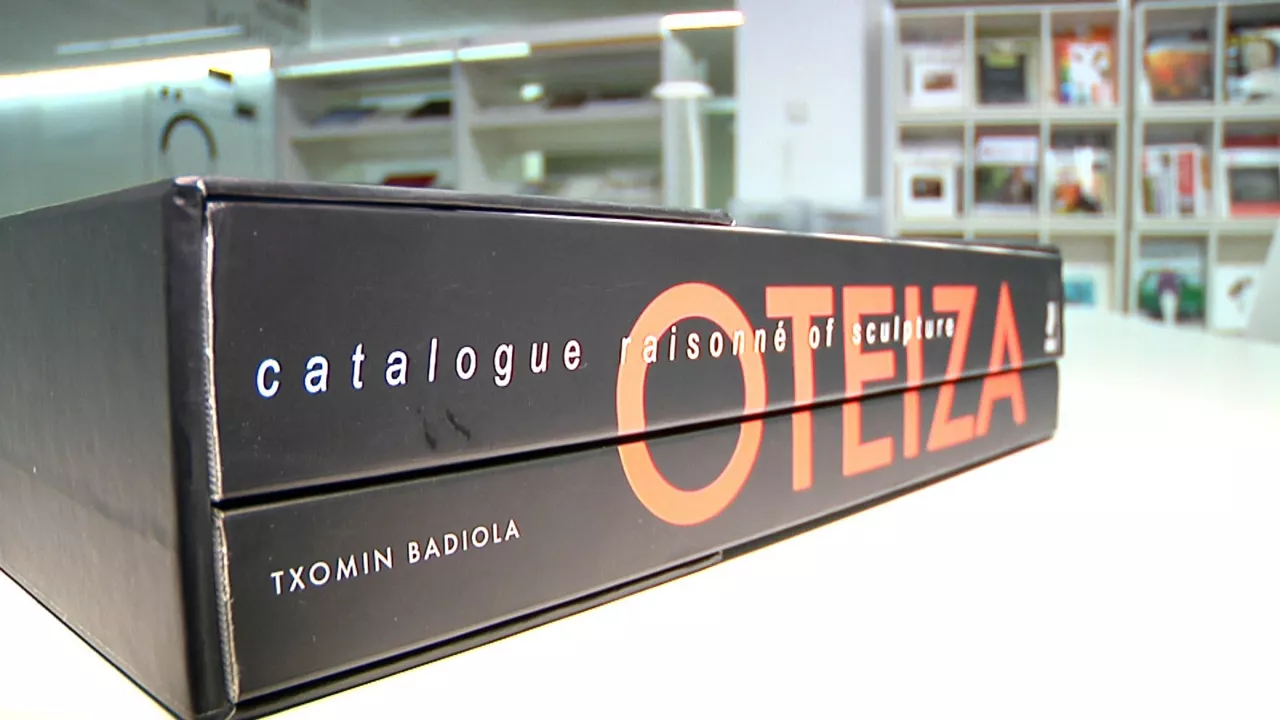 catalogue raisonné of sculpture
OTEIZA
TXOMIN BADIOLA